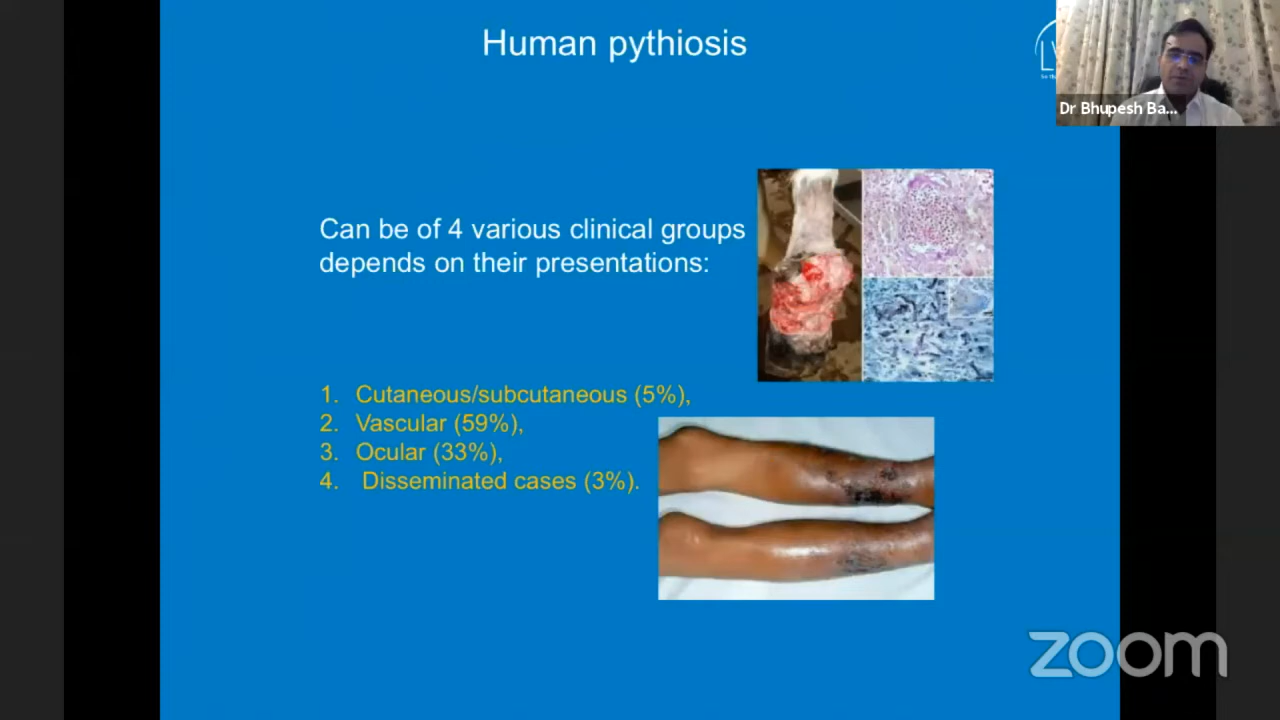 Human pythiosis
Dr Bhupesh Ba...
Can be of 4 various clinical groups
depends on their presentations:
1. Cutaneous/subcutaneous (5%),
2. Vascular (59%),
3. Ocular (33%),
4. Disseminated cases (3%).
zoom